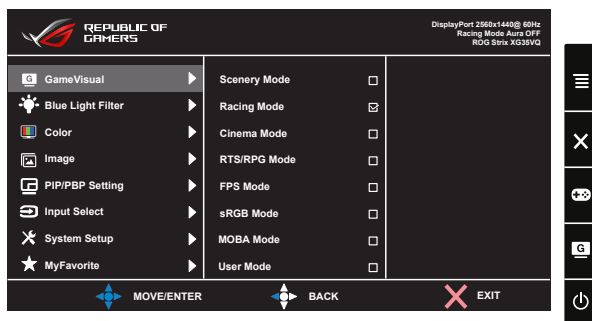 REPUBLIC OF
GAMERS
DisplayPort 2560x1440@ 60Hz
Racing Mode Aura OFF
ROG Strix XG35VQ
G GameVisual
Blue Light Filter
Color
Image
PIP/PBP Setting
Input Select
System Setup
MyFavorite
Scenery Mode
Racing Mode
Cinema Mode
RTS/RPG Mode
FPS Mode
sRGB Mode
MOBA Mode
User Mode
MOVE/ENTER
BACK
EXIT
G